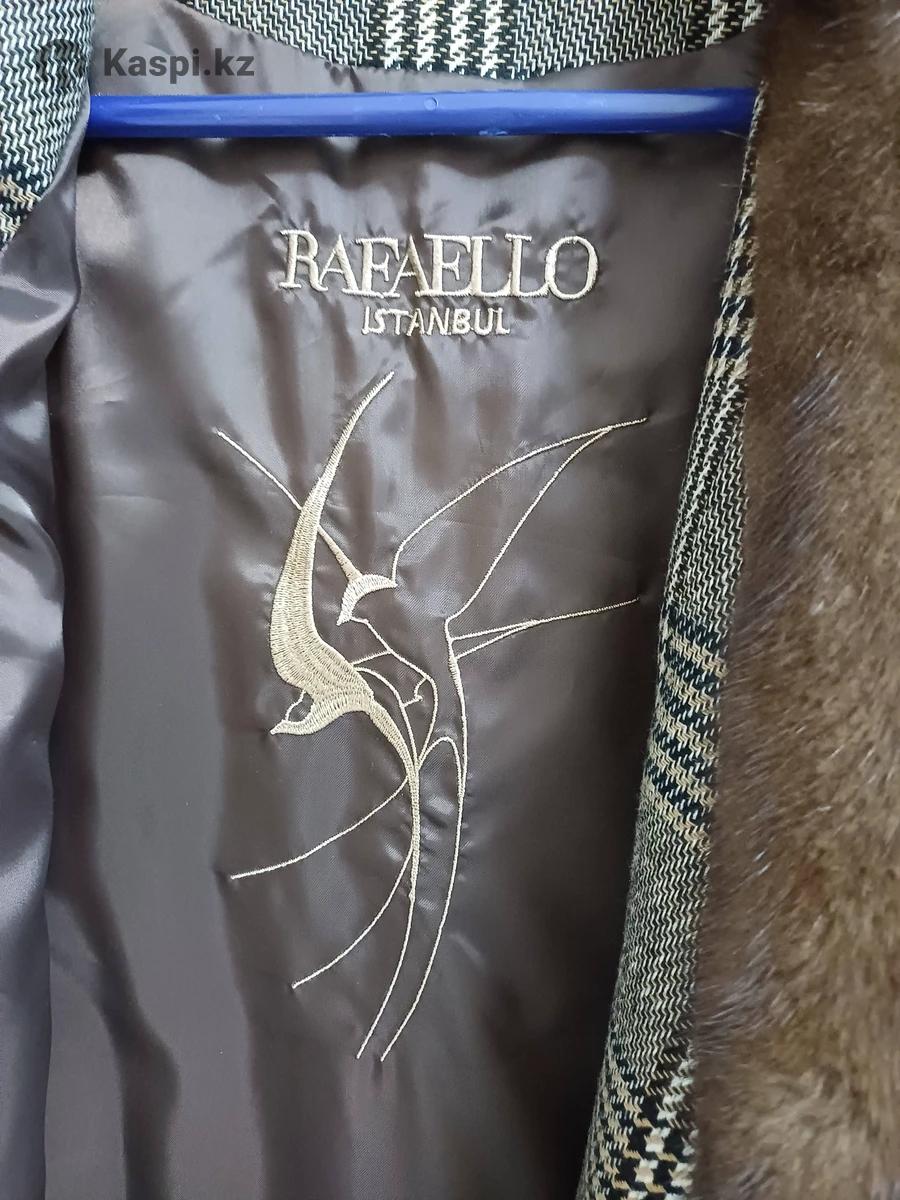 Kaspi.kz
RAFAELLO
ISTANBUL